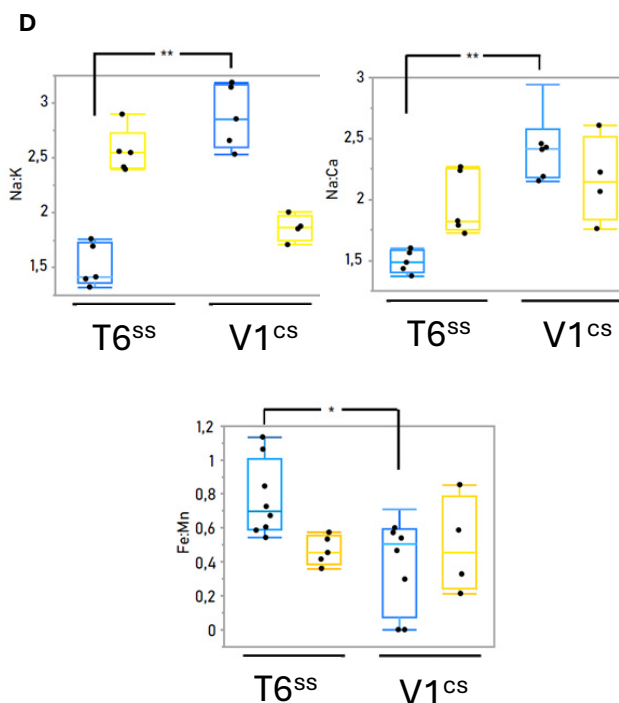 D
**
Na:K
3
2,5
2
1,5
T6ss
V1cs
**
Na:Ca
3
2,5
2
1,5
T6ss
V1cs
*
Fe:Mn
1,2
1
0,8
0,6
0,4
0,2
0
T6ss
V1cs